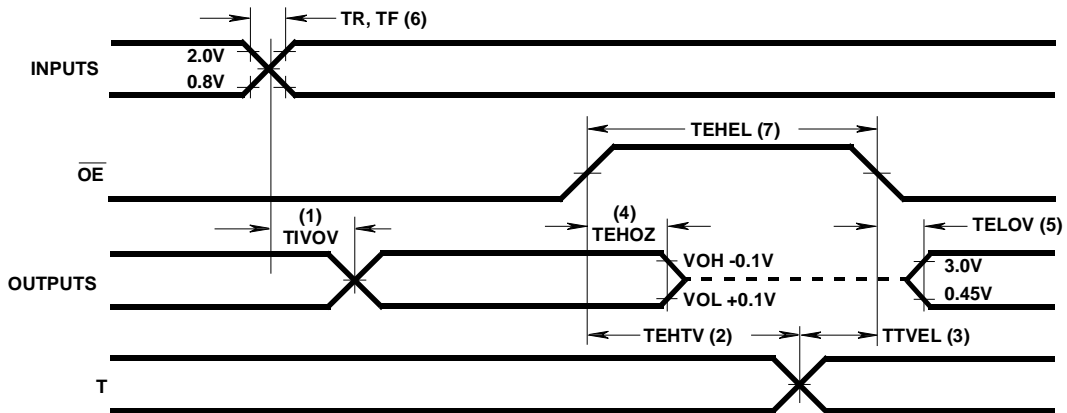 TR, TF (6)
INPUTS
2.0V
0.8V
TEHEL (7)
OE
(1)
TIVOV
(4)
TEHOZ
TELOV (5)
OUTPUTS
VOH -0.1V
VOL +0.1V
3.0V
0.45V
TEHTV (2)
TTVEL (3)
T